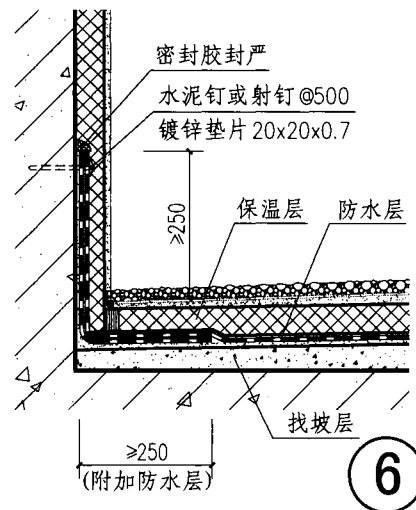 密封胶封严
水泥钉或射钉@500
镀锌垫片20x20x0.7
≥250
保温层
防水层
找坡层
≥250
(附加防水层)
6